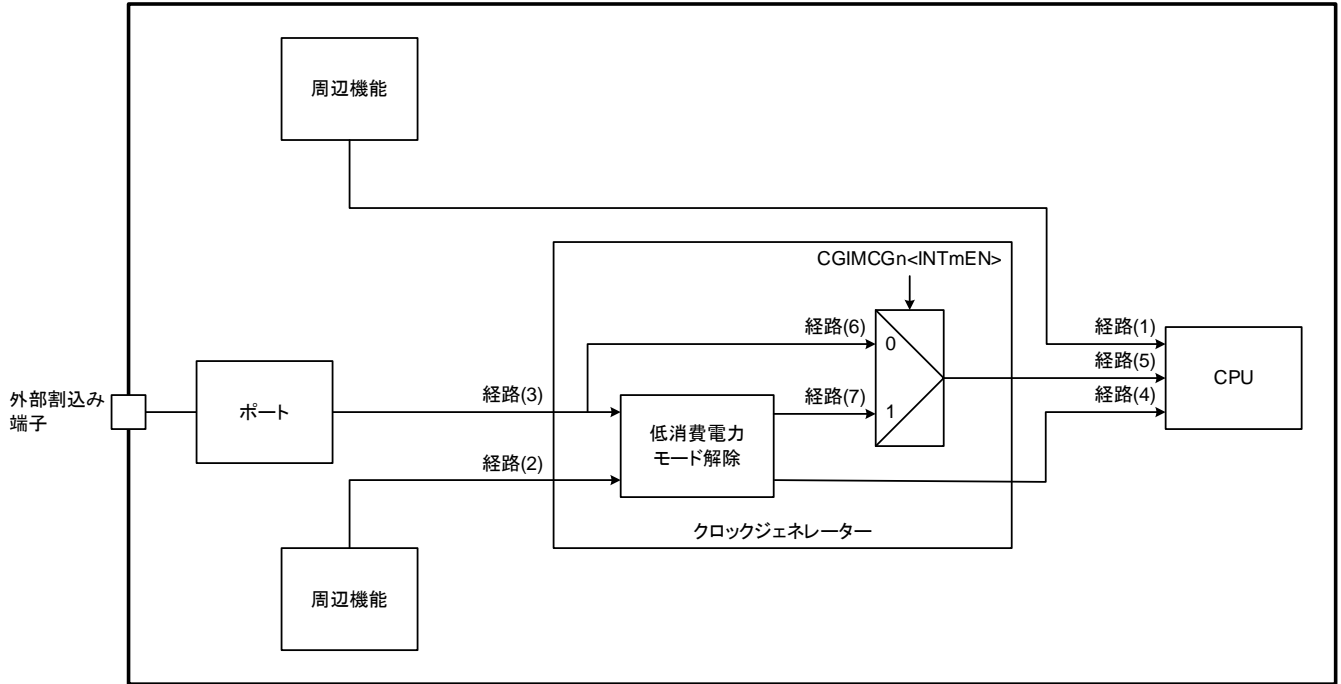 周辺機能
CGIMCGn<INTmEN>
経路(6)
0
経路(1)
経路(5)
CPU
経路(4)
外部割込み
端子
ポート
経路(3)
経路(7)
1
低消費電力
モード解除
経路(2)
クロックジェネレーター
周辺機能